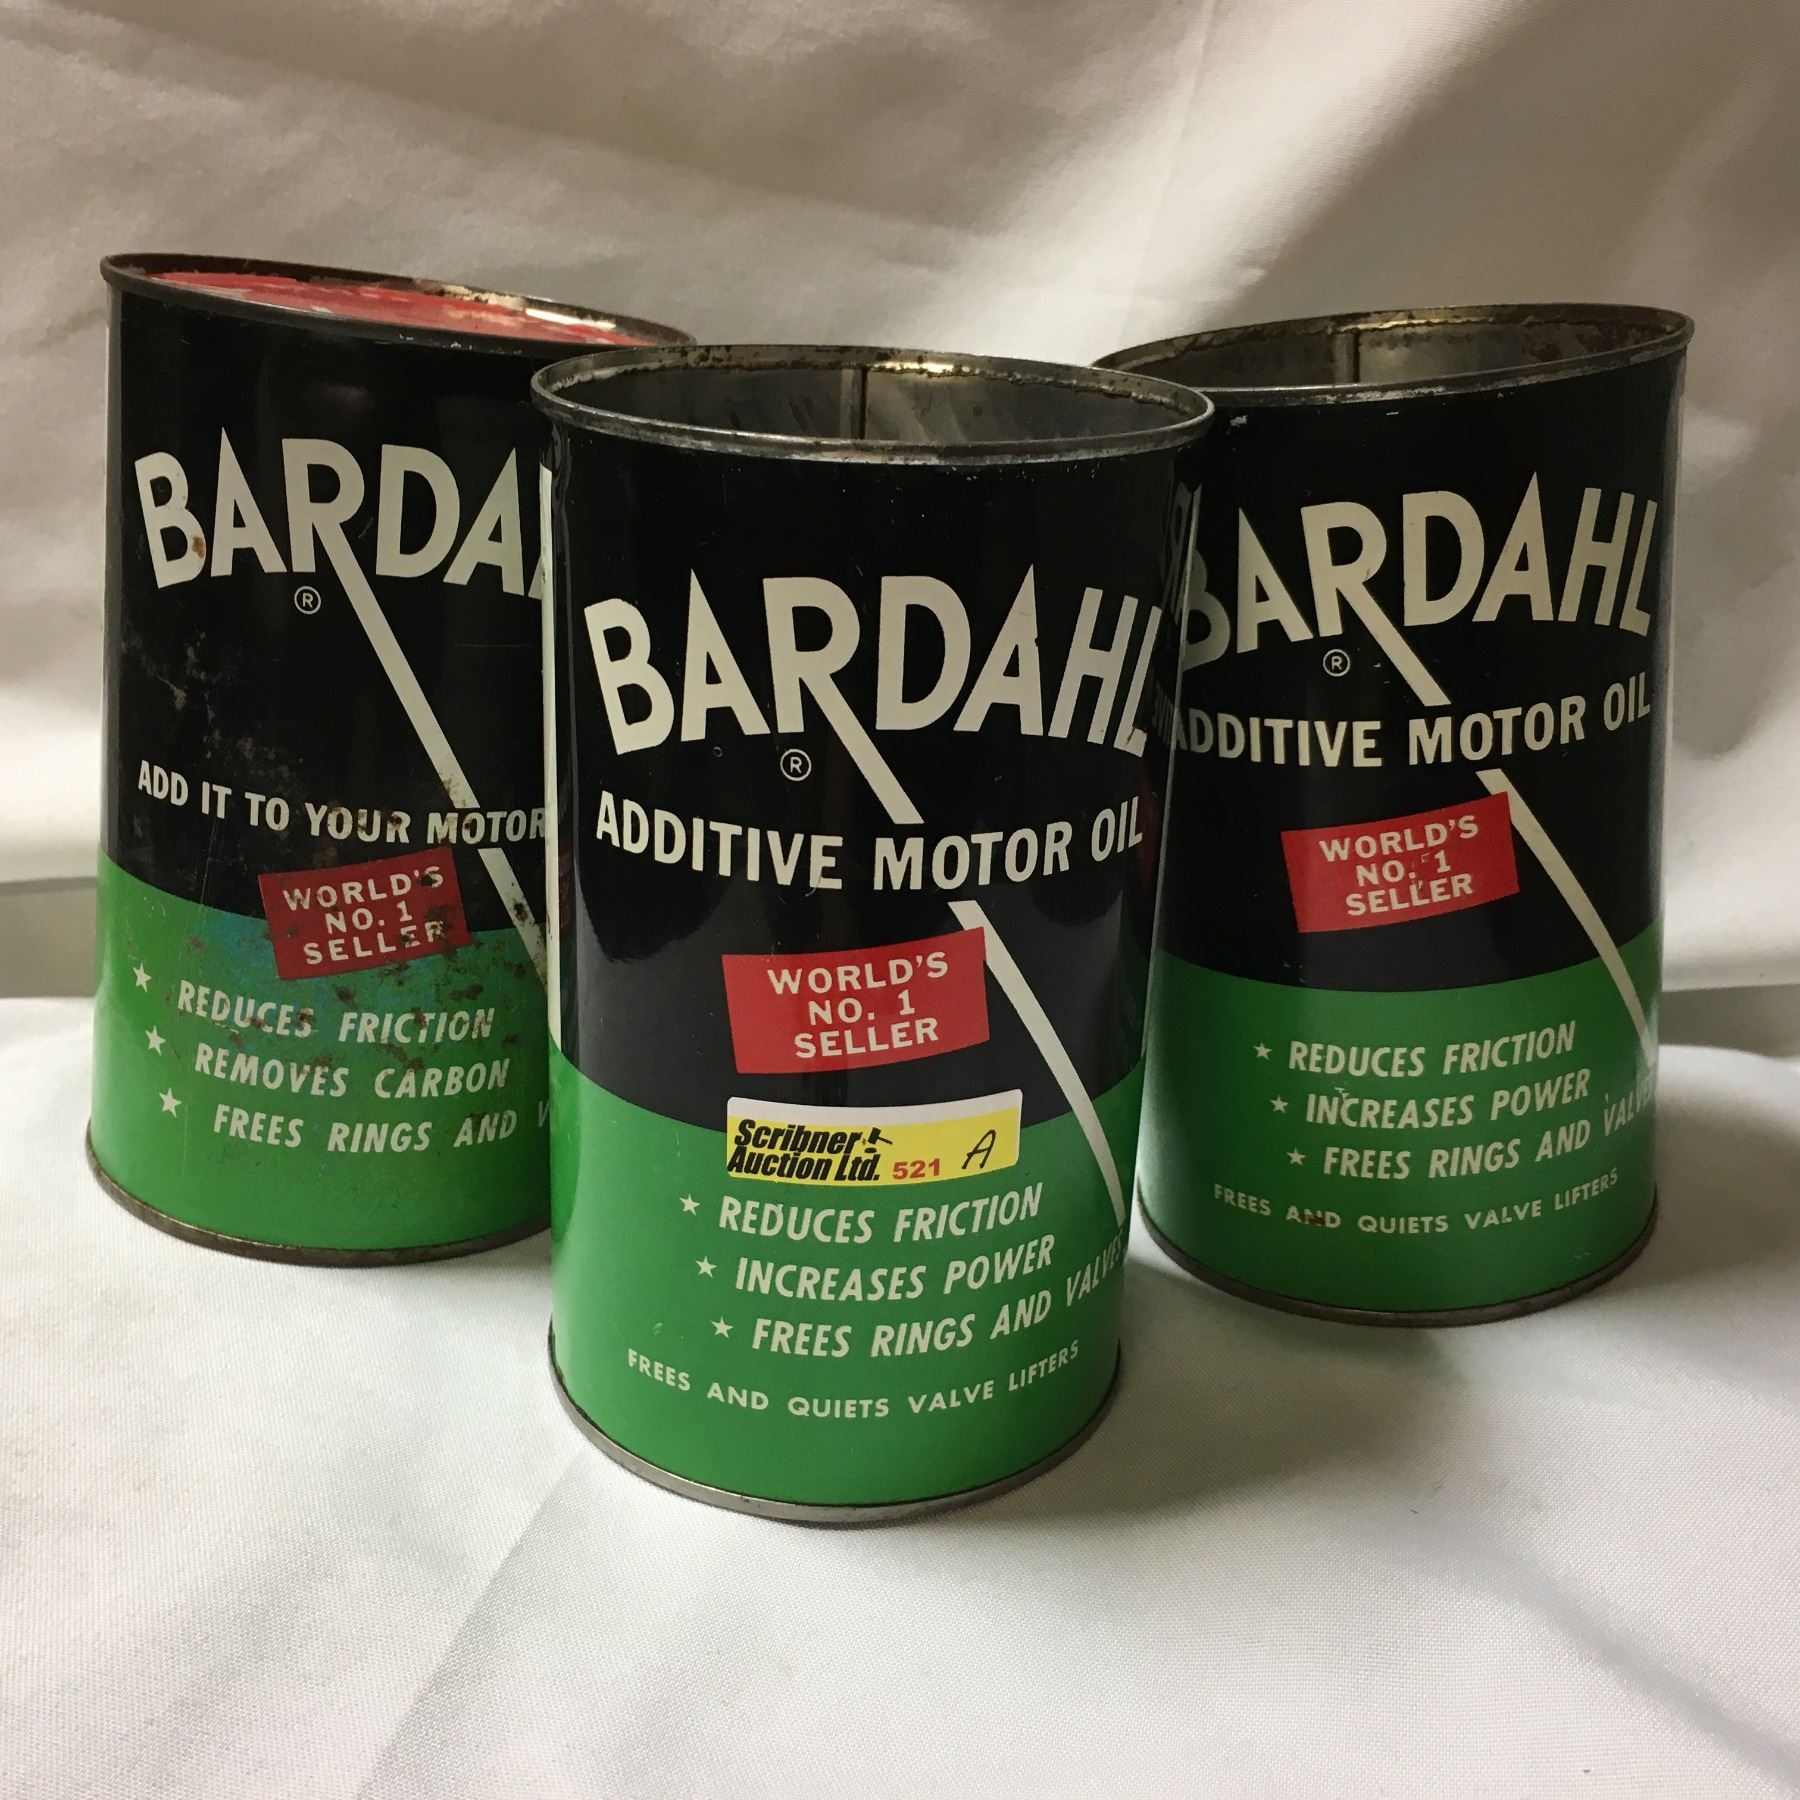 BARDA
®
ADD IT TO YOUR MOTOR
WORLD'S
NO. 1
SELLER
★ REDUCES FRICTION
★ REMOVES CARBON
★ FREES RINGS AND V
BARDAHL
®
ADDITIVE MOTOR OIL
WORLD'S
NO. 1
SELLER
Scribner
Auction Ltd. 521 A
★ REDUCES FRICTION
★ INCREASES POWER
★ FREES RINGS AND VALVES
FREES AND QUIETS VALVE LIFTERS
BARDAHL
®
ADDITIVE MOTOR OIL
WORLD'S
NO. 1
SELLER
★ REDUCES FRICTION
★ INCREASES POWER
★ FREES RINGS AND VALVES
FREES AND QUIETS VALVE LIFTERS